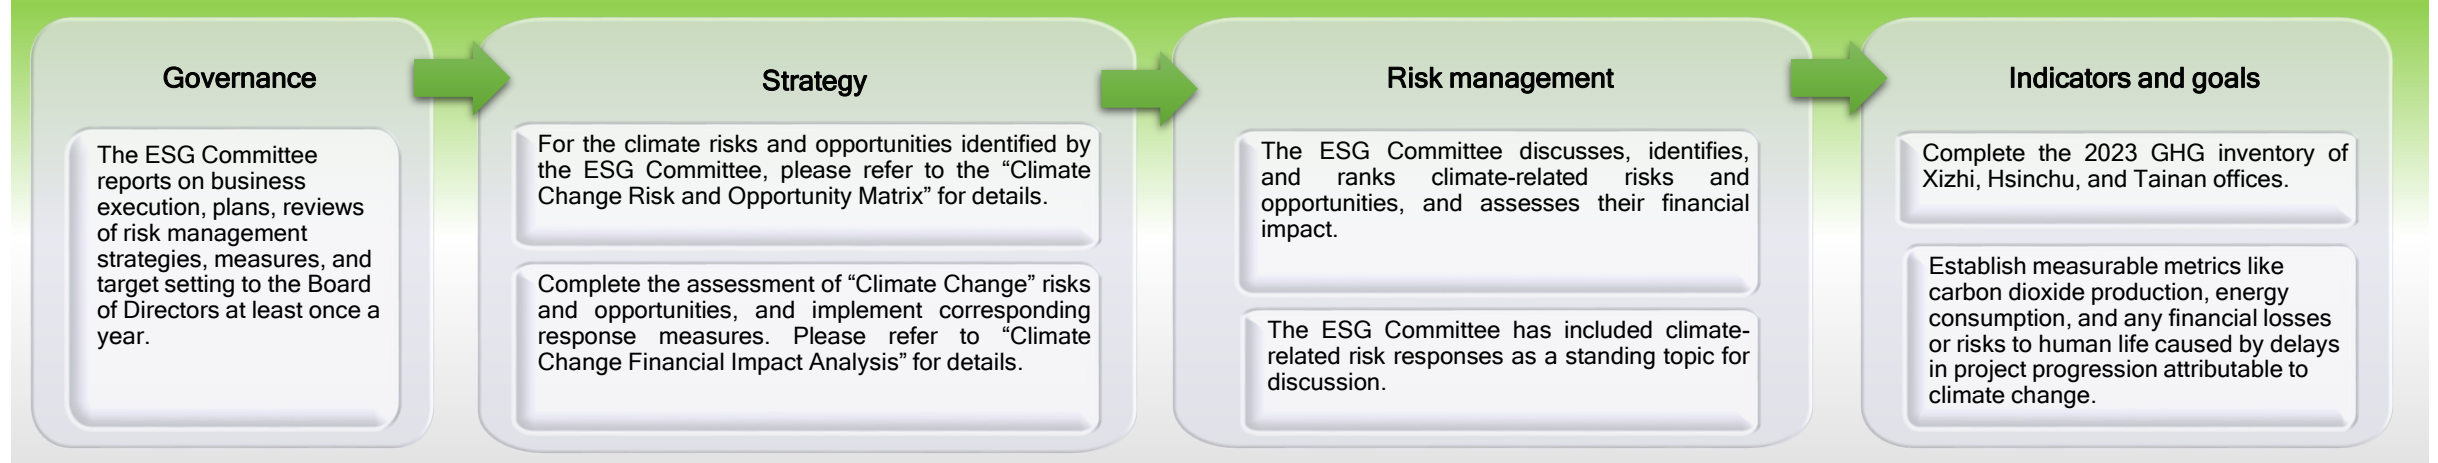 Governance
The ESG Committee
reports on business
execution, plans, reviews
of risk management
strategies, measures, and
target setting to the Board
of Directors at least once a
year.
Strategy
For the climate risks and opportunities identified by
the ESG Committee, please refer to the “Climate
Change Risk and Opportunity Matrix” for details.
Complete the assessment of “Climate Change” risks
and opportunities, and implement corresponding
response measures. Please refer to “Climate
Change Financial Impact Analysis” for details.
Risk management
The ESG Committee discusses, identifies,
and ranks climate-related risks and
opportunities, and assesses their financial
impact.
The ESG Committee has included climate-
related risk responses as a standing topic for
discussion.
Indicators and goals
Complete the 2023 GHG inventory of
Xizhi, Hsinchu, and Tainan offices.
Establish measurable metrics like
carbon dioxide production, energy
consumption, and any financial losses
or risks to human life caused by delays
in project progression attributable to
climate change.